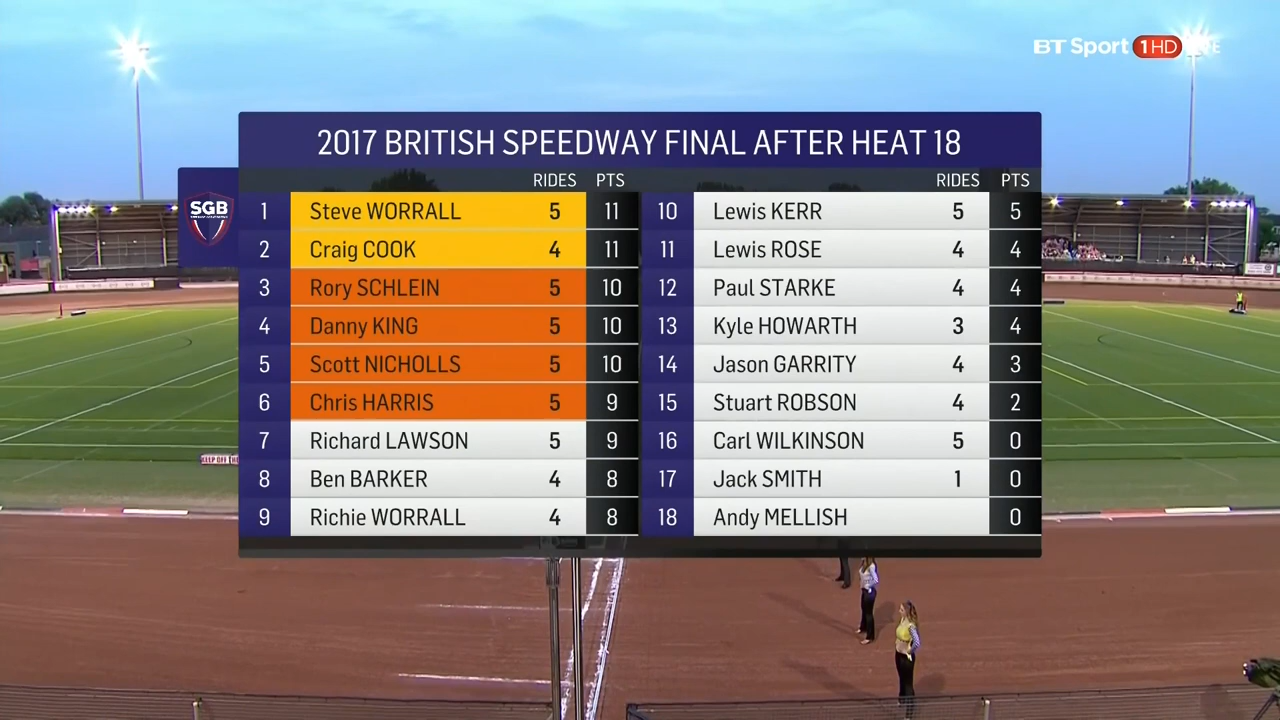 BT Sport 1HD
2017 BRITISH SPEEDWAY FINAL AFTER HEAT 18
SGB
RIDES PTS
1 Steve WORRALL 5 11
2 Craig COOK 4 11
3 Rory SCHLEIN 5 10
4 Danny KING 5 10
5 Scott NICHOLLS 5 10
6 Chris HARRIS 5 9
7 Richard LAWSON 5 9
8 Ben BARKER 4 8
9 Richie WORRALL 4 8
RIDES PTS
10 Lewis KERR 5 5
11 Lewis ROSE 4 4
12 Paul STARKE 4 4
13 Kyle HOWARTH 3 4
14 Jason GARRITY 4 3
15 Stuart ROBSON 4 2
16 Carl WILKINSON 5 0
17 Jack SMITH 1 0
18 Andy MELLISH 0
KEEP OFF